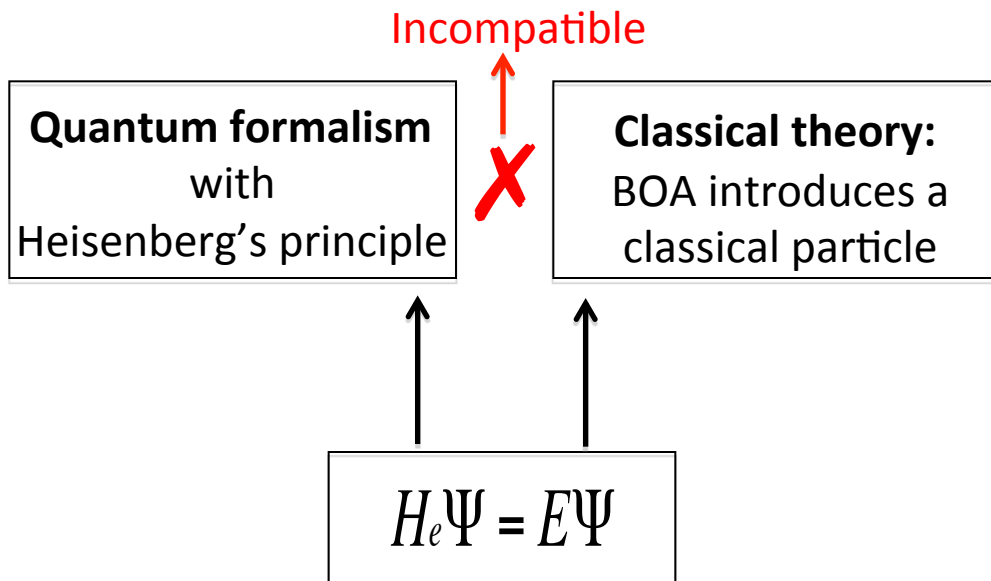 Incompatible
Quantum formalism
with
Heisenberg’s principle
Classical theory:
BOA introduces a
classical particle
HₑΨ = EΨ